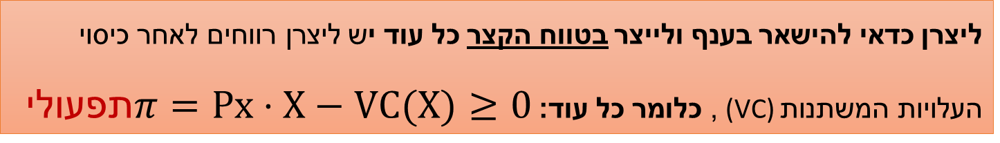 ליצרן כדאי להישאר בענף ולייצר בטווח הקצר כל עוד יש ליצרן רווחים לאחר כיסוי
העלויות המשתנות (VC) , כלומר כל עוד: תפעולי𝜋 = Px ⋅ X − VC(X) ≥ 0